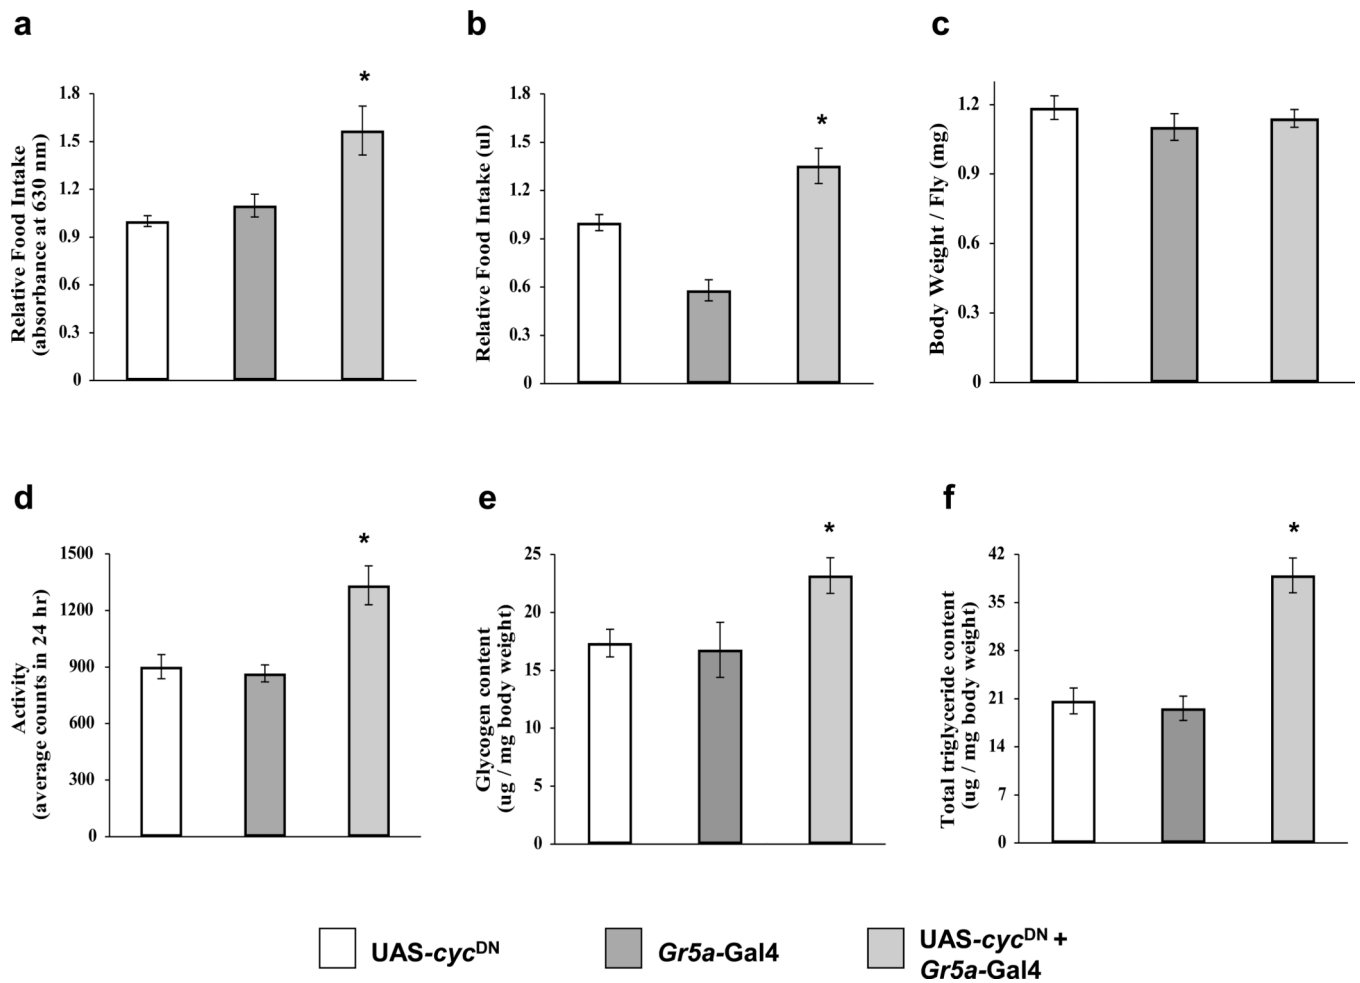 a
Relative Food Intake
(absorbance at 630 nm)
1.8
1.5
1.2
0.9
0.6
0.3
0
*
b
Relative Food Intake (ul)
1.8
1.5
1.2
0.9
0.6
0.3
0
*
c
Body Weight / Fly (mg)
1.2
0.9
0.6
0.3
0
d
Activity
(average counts in 24 hr)
1500
1200
900
600
300
0
*
e
Glycogen content
(ug / mg body weight)
25
20
15
10
5
0
*
f
Total triglyceride content
(ug / mg body weight)
42
35
28
21
14
7
0
*
UAS-cycDN
Gr5a-Gal4
UAS-cycDN +
Gr5a-Gal4